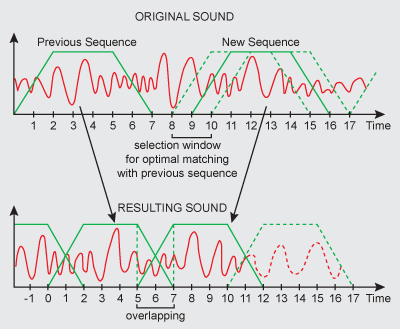 ORIGINAL SOUND
Previous Sequence New Sequence
1 2 3 4 5 6 7 8 9 10 11 12 13 14 15 16 17 Time
selection window
for optimal matching
with previous sequence
RESULTING SOUND
-1 0 1 2 3 4 5 6 7 8 9 10 11 12 13 14 15 16 17 Time
overlapping